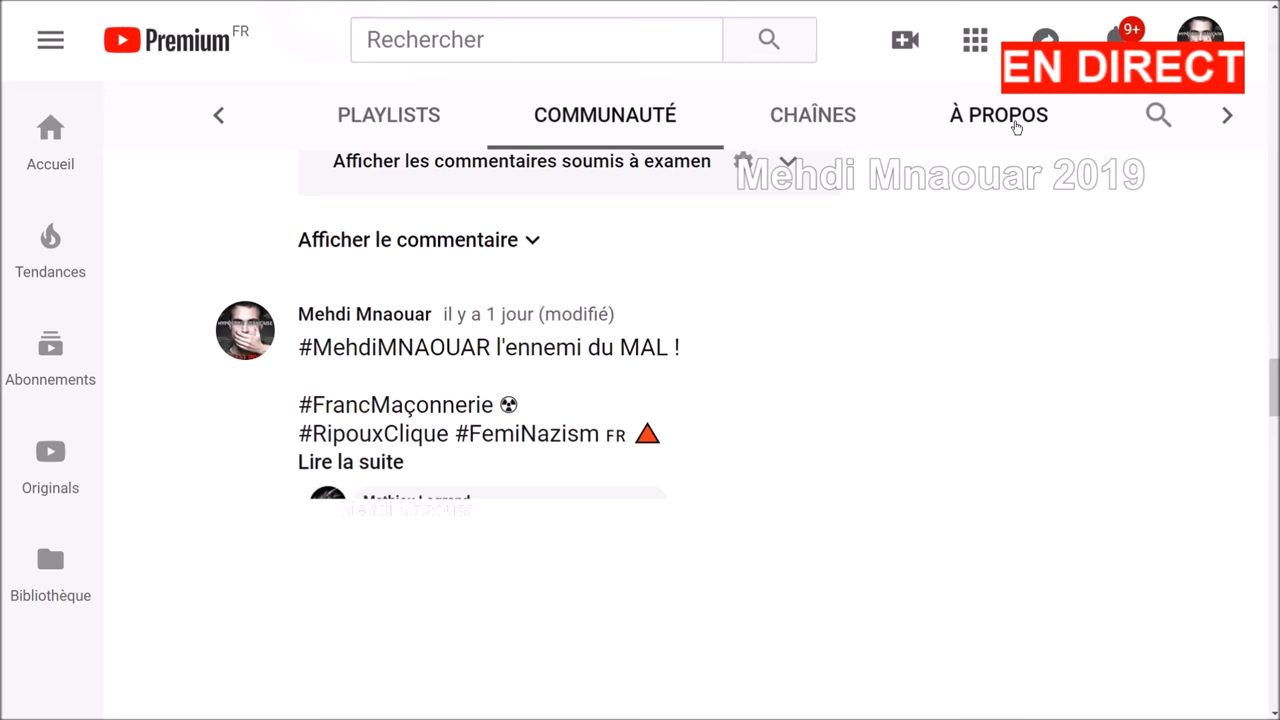 Premium FR
Rechercher
9+
EN DIRECT
PLAYLISTS
COMMUNAUTÉ
CHAÎNES
À PROPOS
Accueil
Tendances
Abonnements
Originals
Bibliothèque
Afficher les commentaires soumis à examen
Mehdi Mnaouar 2019
Afficher le commentaire
Mehdi Mnaouar il y a 1 jour (modifié)
#MehdiMNAOUAR l'ennemi du MAL !
#FrancMaçonnerie ☢
#RipouxClique #FemiNazism FR 🔺
Lire la suite
Mehdi Mnaouar